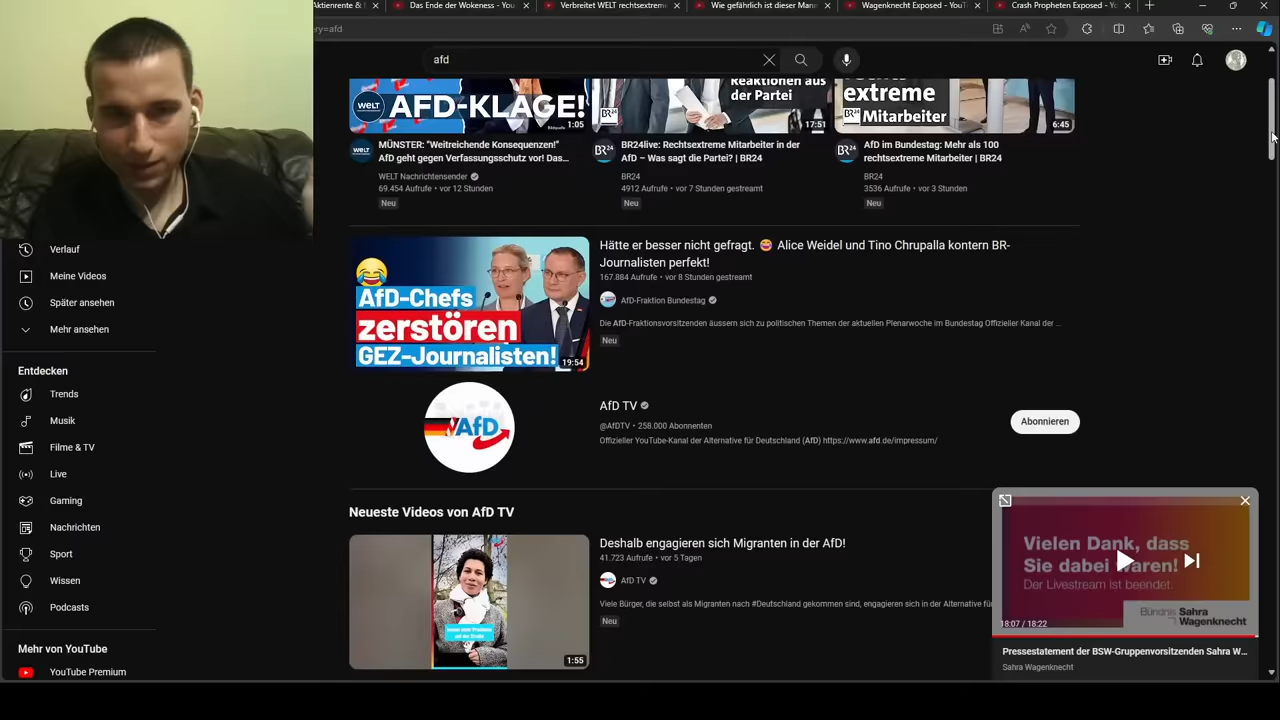 Aktienrente & I
Das Ende der Wokeness - You
Verbreitet WELT rechtsextreme
Wie gefährlich ist dieser Mann
Wagenknecht Exposed - YouT
Crash Propheten Exposed - Yo
ery=afd
afd
WELT
AFD-KLAGE!
1:05
MÜNSTER: "Weitreichende Konsequenzen!"
AfD geht gegen Verfassungsschutz vor! Das...
WELT Nachrichtensender
69.454 Aufrufe • vor 12 Stunden
Neu
Reaktionen aus
der Partei
BR24
17:51
BR24live: Rechtsextreme Mitarbeiter in der
AfD – Was sagt die Partei? | BR24
BR24
4912 Aufrufe • vor 7 Stunden gestreamt
Neu
extreme
Mitarbeiter
BR24
6:45
AfD im Bundestag: Mehr als 100
rechtsextreme Mitarbeiter | BR24
BR24
3536 Aufrufe • vor 3 Stunden
Neu
Verlauf
Meine Videos
Später ansehen
Mehr ansehen
Entdecken
Trends
Musik
Filme & TV
Live
Gaming
Nachrichten
Sport
Wissen
Podcasts
Mehr von YouTube
YouTube Premium
AfD-Chefs
zerstören
GEZ-Journalisten!
19:54
Hätte er besser nicht gefragt. 😂 Alice Weidel und Tino Chrupalla kontern BR-
Journalisten perfekt!
167.884 Aufrufe • vor 8 Stunden gestreamt
AfD-Fraktion Bundestag
Die AfD-Fraktionsvorsitzenden äussern sich zu politischen Themen der aktuellen Plenarwoche im Bundestag Offizieller Kanal der ...
Neu
AfD
AfD TV
@AfDTV • 258.000 Abonnenten
Offizieller YouTube-Kanal der Alternative für Deutschland (AfD) https://www.afd.de/impressum/
Abonnieren
Neueste Videos von AfD TV
1:55
Deshalb engagieren sich Migranten in der AfD!
41.723 Aufrufe • vor 5 Tagen
AfD TV
Viele Bürger, die selbst als Migranten nach #Deutschland gekommen sind, engagieren sich in der Alternative für
Neu
Vielen Dank, dass
Sie dabei waren!
Der Livestream ist beendet.
Bündnis Sahra
Wagenknecht
18:07 / 18:22
Pressestatement der BSW-Gruppenvorsitzenden Sahra W...
Sahra Wagenknecht